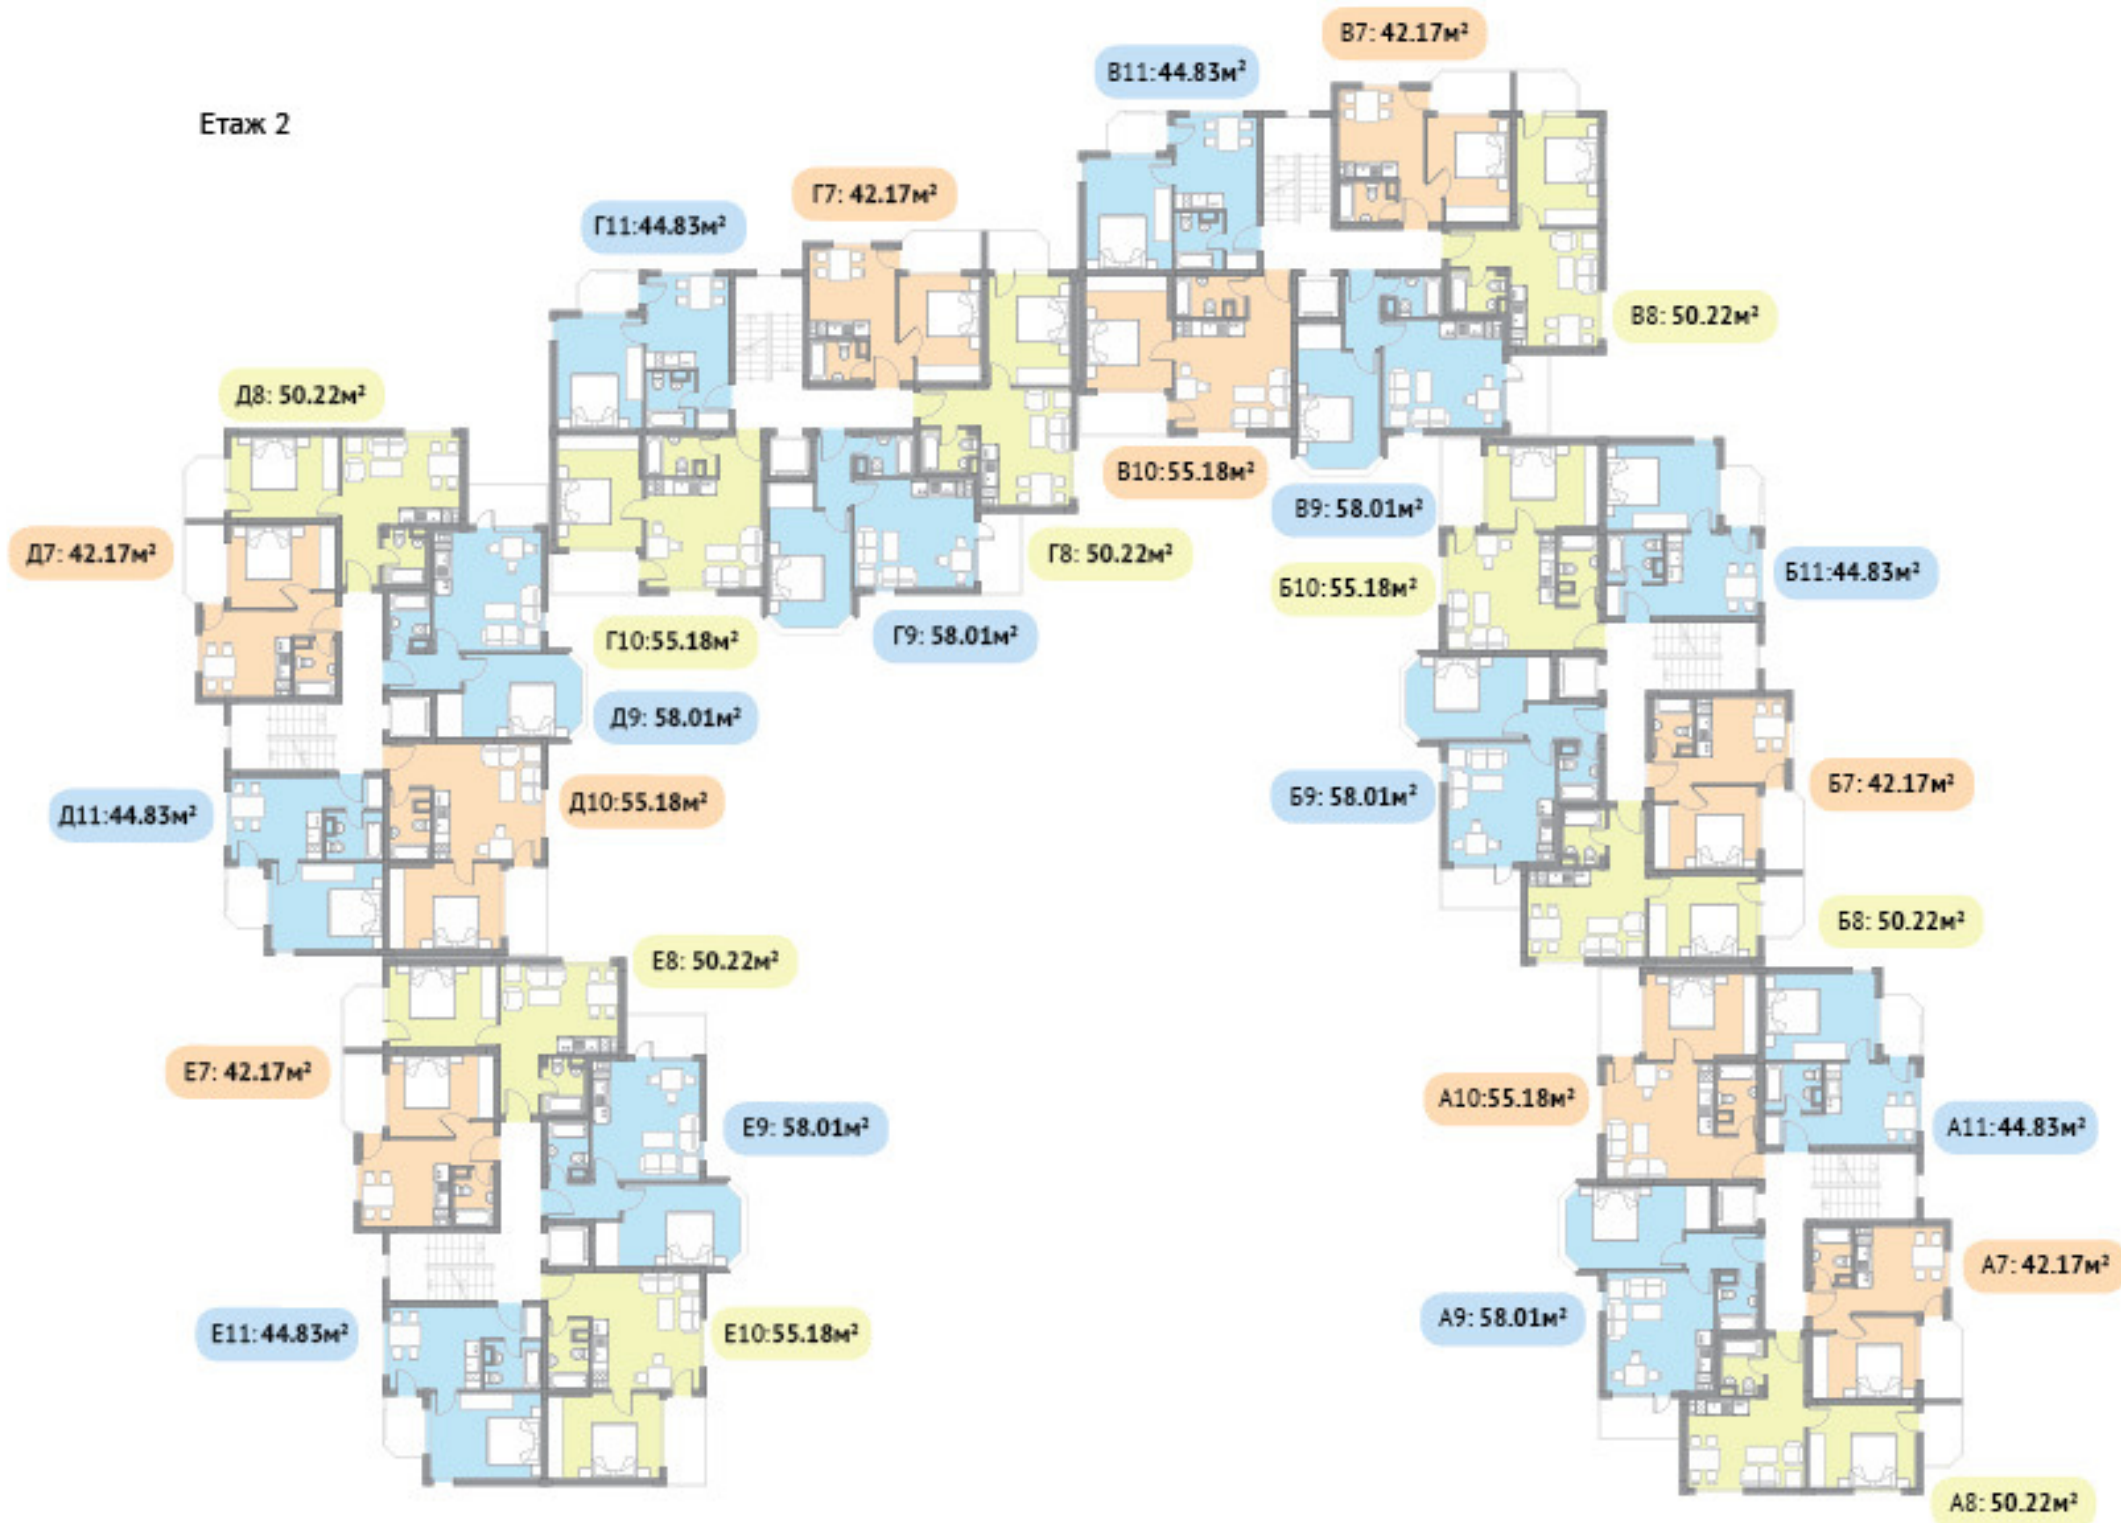 В7: 42.17м²
В11:44.83м²
Етаж 2
Г7: 42.17м²
Г11:44.83м²
В8: 50.22м²
Д8: 50.22м²
В10:55.18м²
В9: 58.01м²
Д7: 42.17м²
Г8: 50.22м²
Б11:44.83м²
Б10:55.18м²
Г10:55.18м²
Г9: 58.01м²
Д9: 58.01м²
Б7: 42.17м²
Б9: 58.01м²
Д10:55.18м²
Д11:44.83м²
Б8: 50.22м²
Е8: 50.22м²
Е7: 42.17м²
А10:55.18м²
Е9: 58.01м²
А11:44.83м²
А7: 42.17м²
А9: 58.01м²
Е11:44.83м²
Е10:55.18м²
А8: 50.22м²